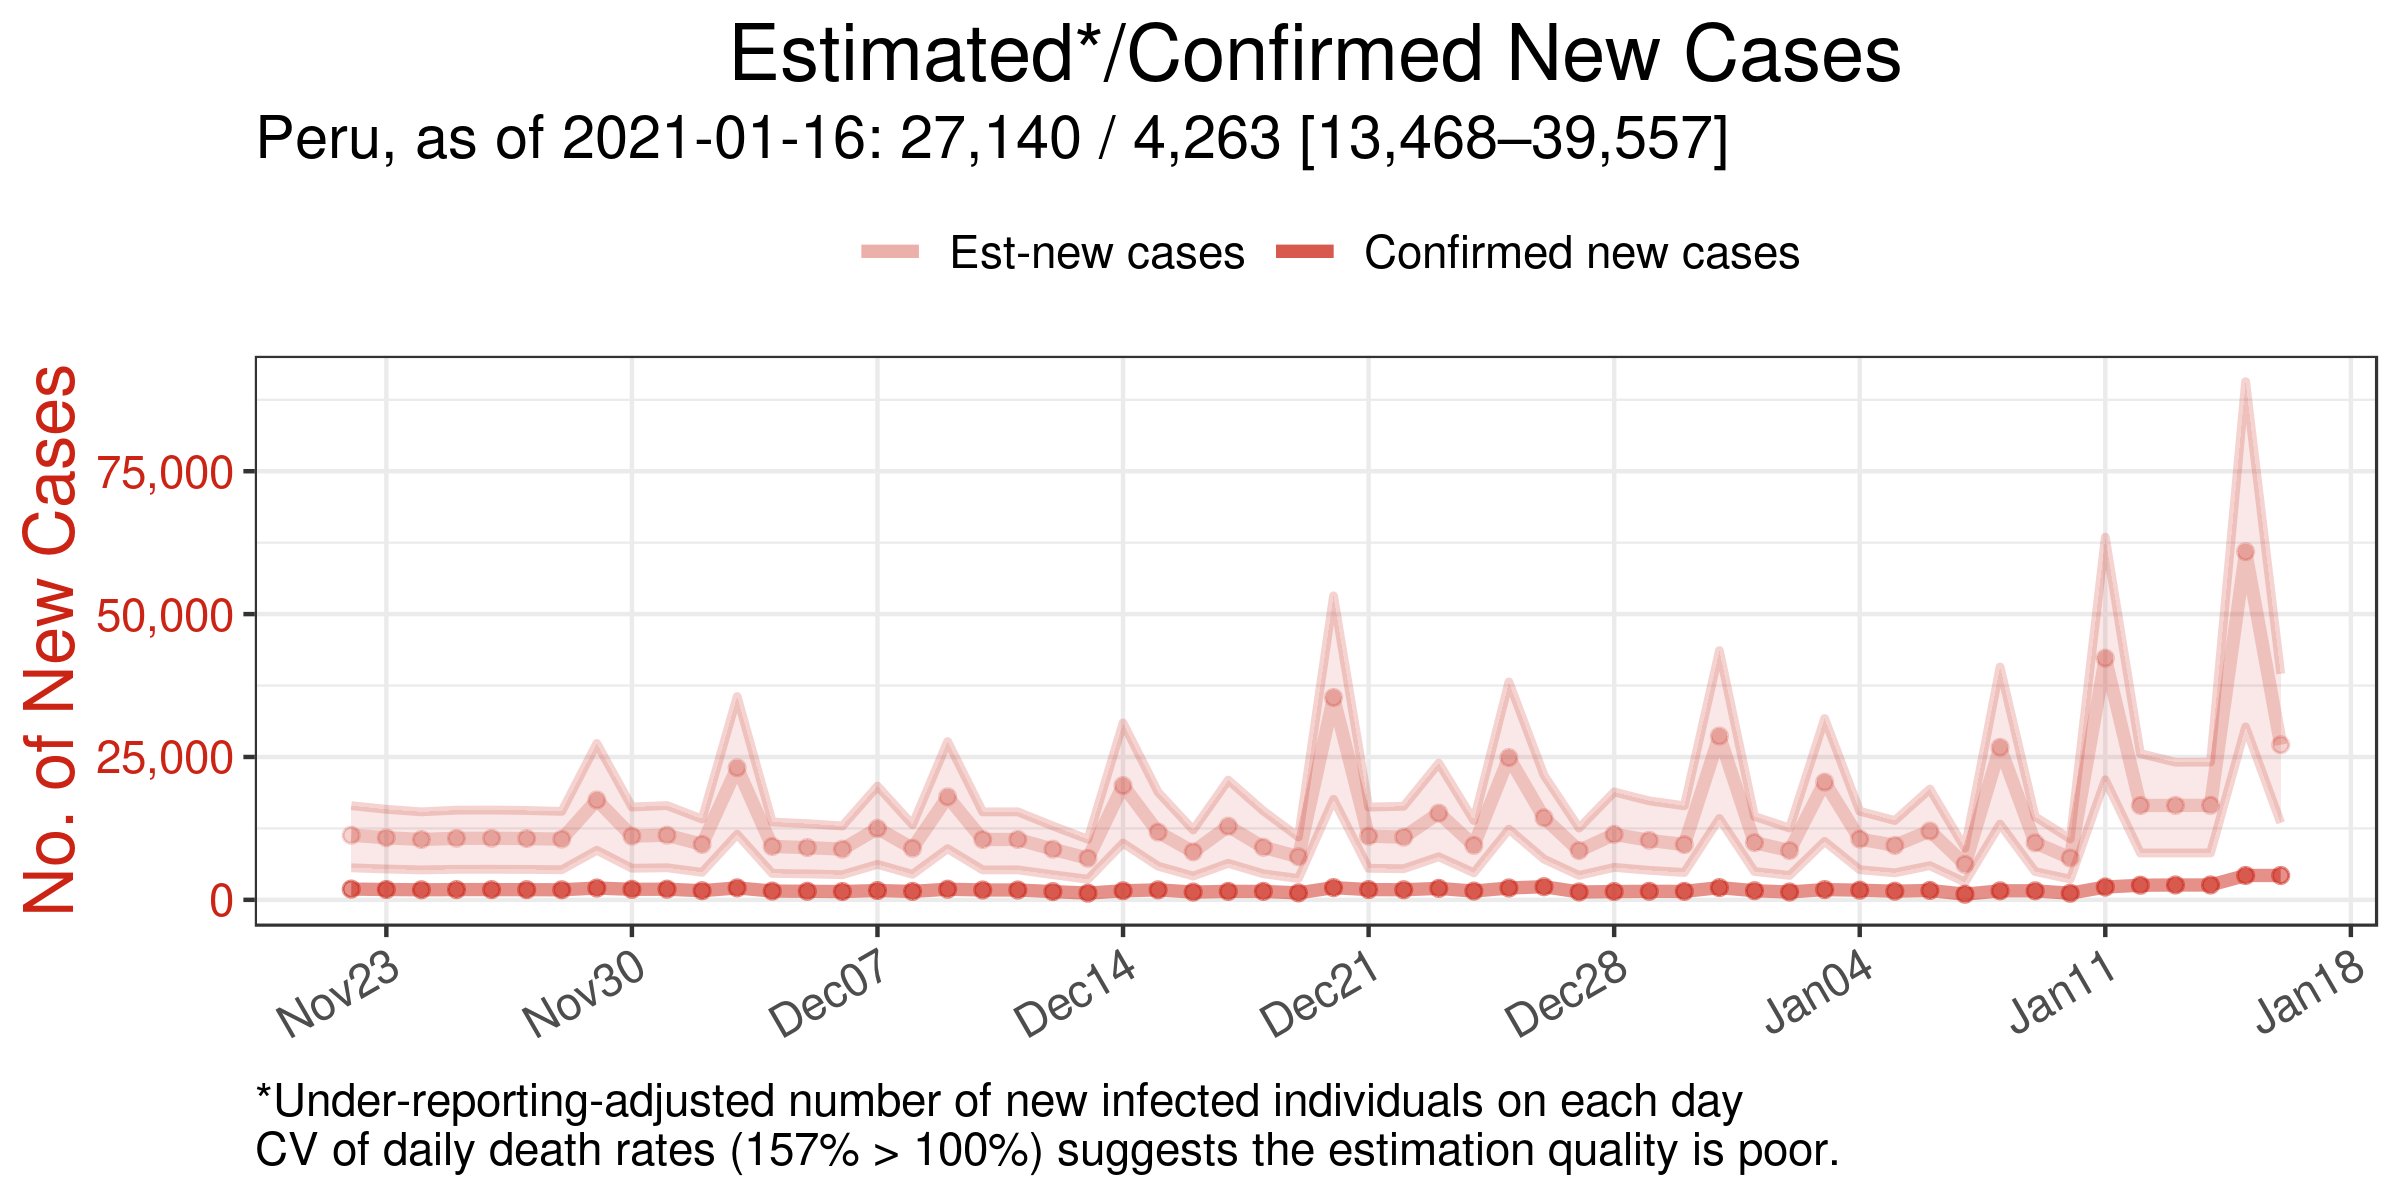 Estimated*/Confirmed New Cases
Peru, as of 2021-01-16: 27,140 / 4,263 [13,468–39,557]
Est-new cases
Confirmed new cases
No. of New Cases
75,000
50,000
25,000
0
Nov23
Nov30
Dec07
Dec14
Dec21
Dec28
Jan04
Jan11
Jan18
*Under-reporting-adjusted number of new infected individuals on each day
CV of daily death rates (157% > 100%) suggests the estimation quality is poor.